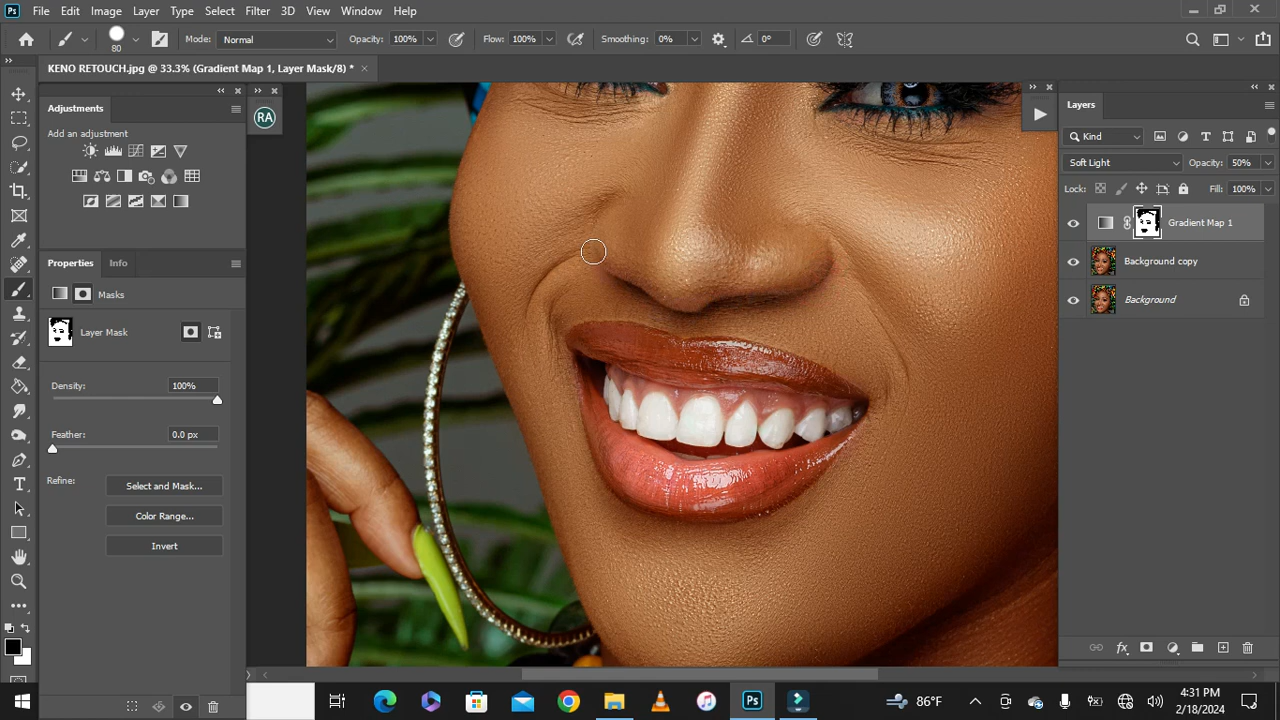 Ps File Edit Image Layer Type Select Filter 3D View Window Help
80 Mode: Normal Opacity: 100% Flow: 100% Smoothing: 0% 0°
KENO RETOUCH.jpg @ 33.3% (Gradient Map 1, Layer Mask/8) * ×
Adjustments
Add an adjustment
Properties Info
Masks
Layer Mask
Density: 100%
Feather: 0.0 px
Refine: Select and Mask...
Color Range...
Invert
RA
Layers
Kind
Soft Light Opacity: 50%
Lock: Fill: 100%
Gradient Map 1
Background copy
Background
fx
Ps 86°F 4:31 PM
2/18/2024